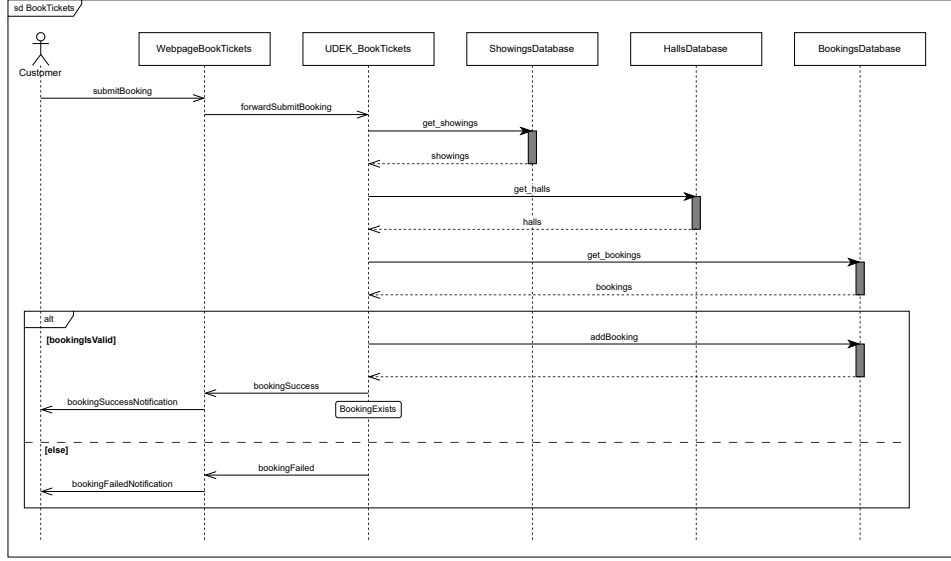 sd BookTickets
Customer
WebpageBookTickets
UDEK_BookTickets
ShowingsDatabase
HallsDatabase
BookingsDatabase
submitBooking
forwardSubmitBooking
get_showings
showings
get_halls
halls
get_bookings
bookings
alt
[bookingIsValid]
addBooking
bookingSuccess
bookingSuccessNotification
BookingExists
[else]
bookingFailed
bookingFailedNotification